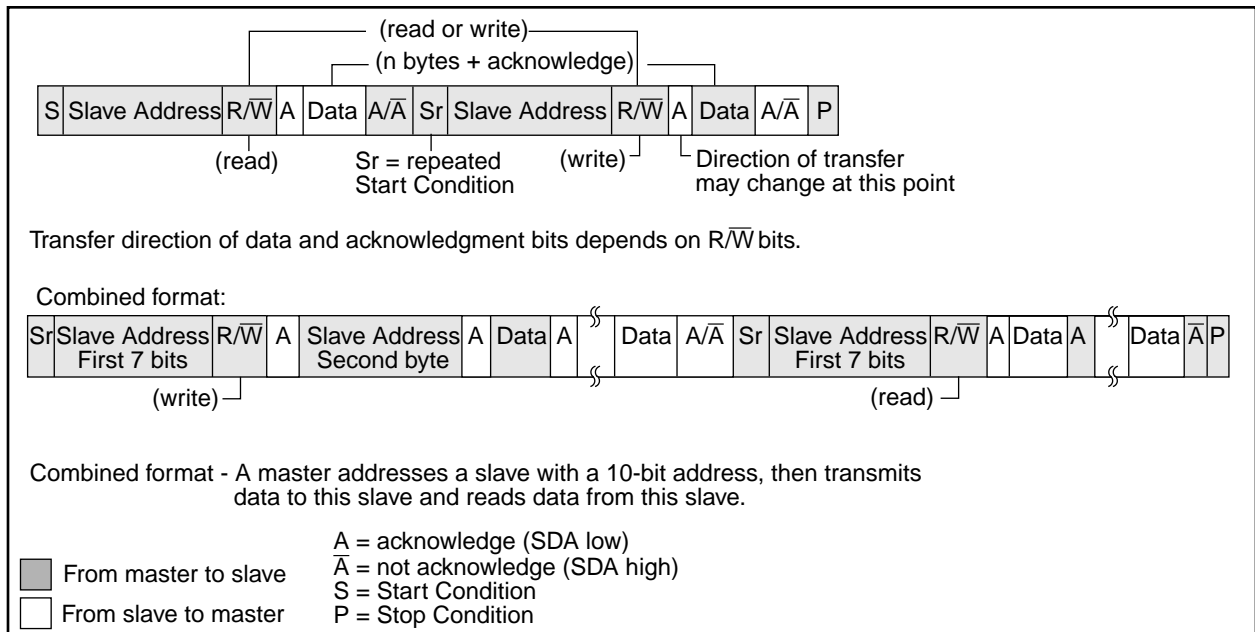 (read or write)
(n bytes + acknowledge)
S Slave Address R/W̅ A Data A/A̅ Sr Slave Address R/W̅ A Data A/A̅ P
(read) Sr = repeated (write) Direction of transfer
Start Condition may change at this point
Transfer direction of data and acknowledgment bits depends on R/W̅ bits.
Combined format:
Sr Slave Address R/W̅ A Slave Address A Data A Data A/A̅ Sr Slave Address R/W̅ A Data A Data A̅ P
First 7 bits Second byte First 7 bits
(write) (read)
Combined format - A master addresses a slave with a 10-bit address, then transmits
data to this slave and reads data from this slave.
A = acknowledge (SDA low)
A̅ = not acknowledge (SDA high)
From master to slave
S = Start Condition
From slave to master
P = Stop Condition